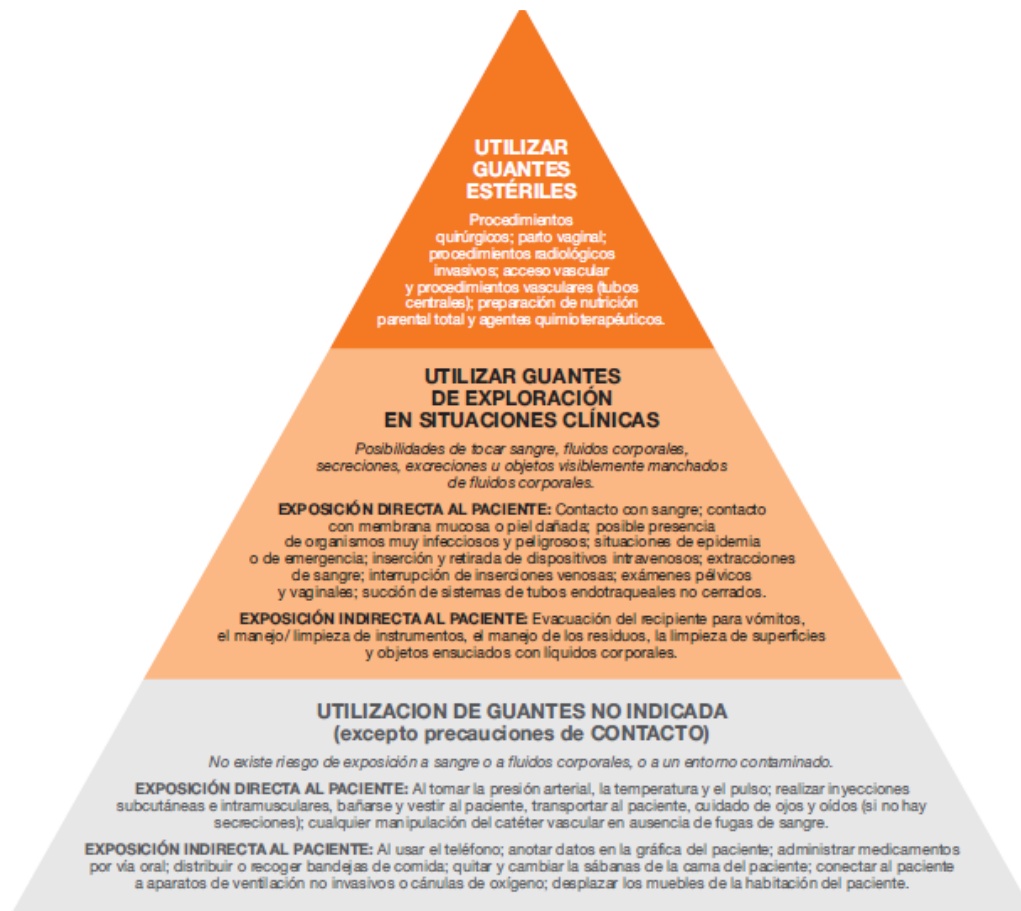 UTILIZAR
GUANTES
ESTÉRILES
Procedimientos
quirúrgicos; parto vaginal;
procedimientos radiológicos
invasivos; acceso vascular
y procedimientos vasculares (tubos
centrales); preparación de nutrición
parental total y agentes quimioterapéuticos.
UTILIZAR GUANTES
DE EXPLORACIÓN
EN SITUACIONES CLÍNICAS
Posibilidades de tocar sangre, fluidos corporales,
secreciones, excreciones u objetos visiblemente manchados
de fluidos corporales.
EXPOSICIÓN DIRECTA AL PACIENTE: Contacto con sangre; contacto
con membrana mucosa o piel dañada; posible presencia
de organismos muy infecciosos y peligrosos; situaciones de epidemia
o de emergencia; inserción y retirada de dispositivos intravenosos; extracciones
de sangre; interrupción de inserciones venosas; exámenes pélvicos
y vaginales; succión de sistemas de tubos endotraqueales no cerrados.
EXPOSICIÓN INDIRECTA AL PACIENTE: Evacuación del recipiente para vómitos,
el manejo/ limpieza de instrumentos, el manejo de los residuos, la limpieza de superficies
y objetos ensuciados con líquidos corporales.
UTILIZACION DE GUANTES NO INDICADA
(excepto precauciones de CONTACTO)
No existe riesgo de exposición a sangre o a fluidos corporales, o a un entorno contaminado.
EXPOSICIÓN DIRECTA AL PACIENTE: Al tomar la presión arterial, la temperatura y el pulso; realizar inyecciones
subcutáneas e intramusculares, bañarse y vestir al paciente, transportar al paciente, cuidado de ojos y oídos (si no hay
secreciones); cualquier manipulación del catéter vascular en ausencia de fugas de sangre.
EXPOSICIÓN INDIRECTA AL PACIENTE: Al usar el teléfono; anotar datos en la gráfica del paciente; administrar medicamentos
por vía oral; distribuir o recoger bandejas de comida; quitar y cambiar la sábanas de la cama del paciente; conectar al paciente
a aparatos de ventilación no invasivos o cánulas de oxígeno; desplazar los muebles de la habitación del paciente.